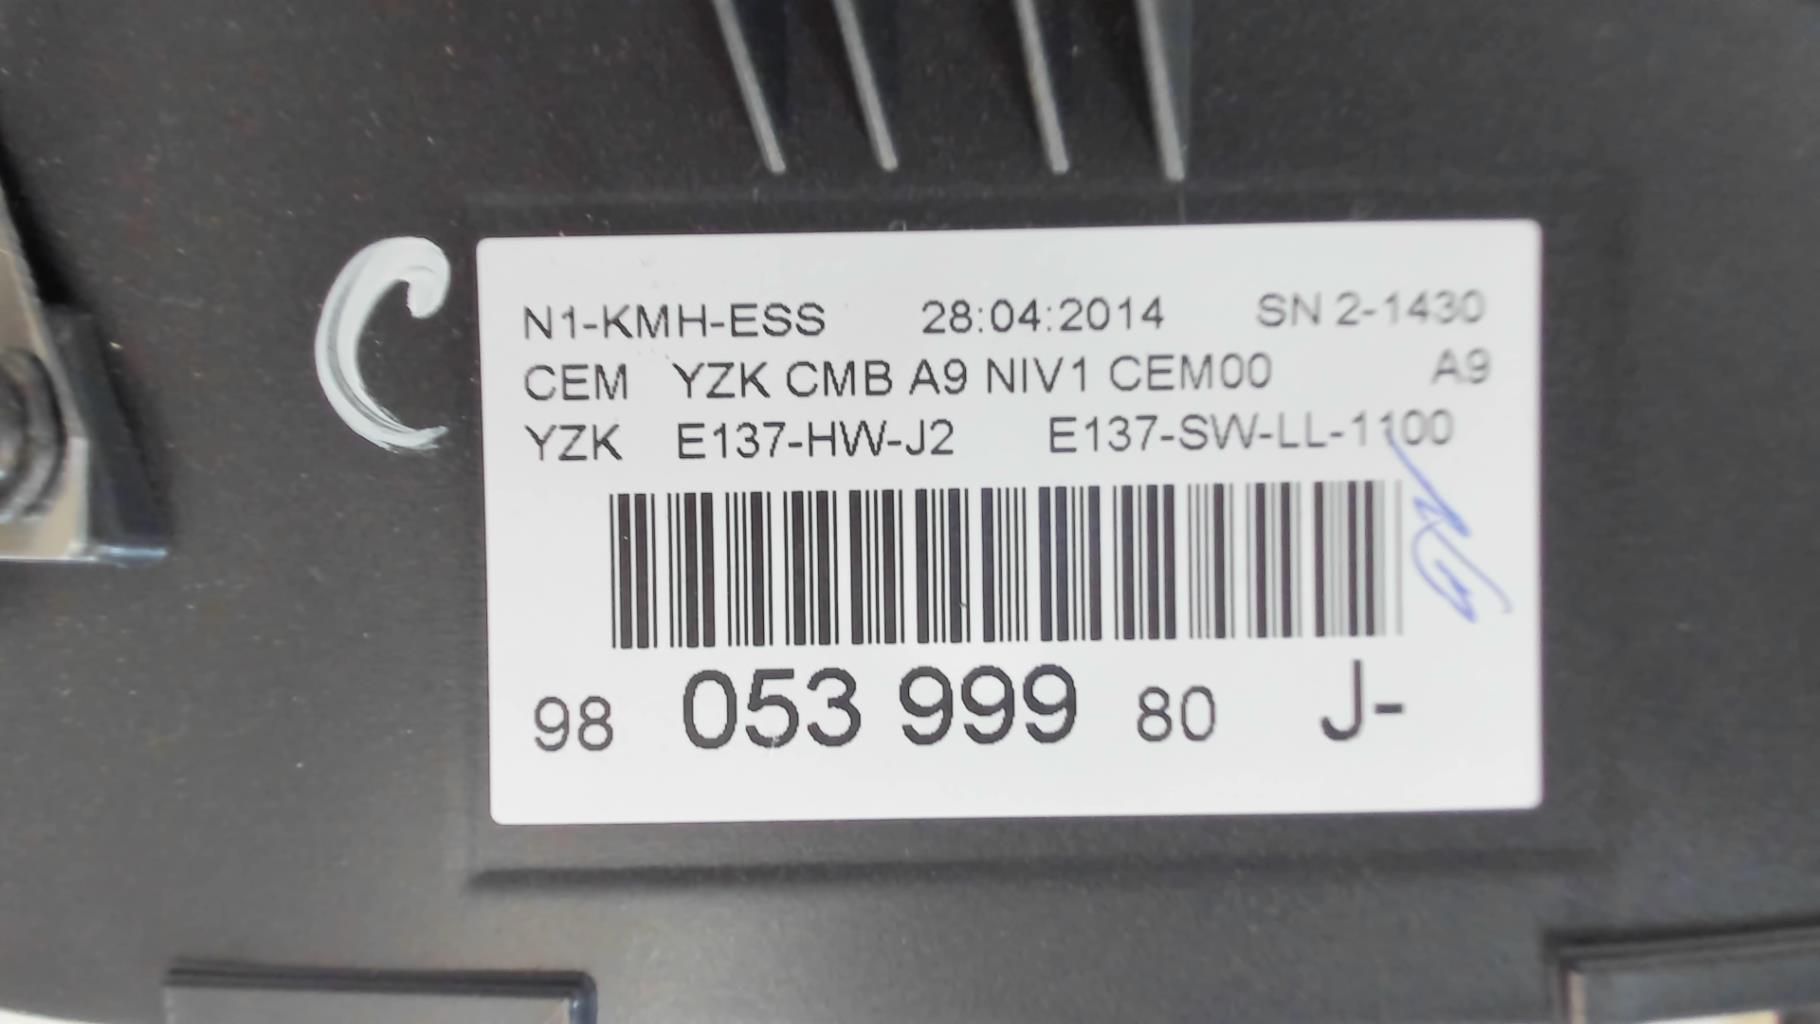 C
N1-KMH-ESS 28:04:2014 SN 2-1430
CEM YZK CMB A9 NIV1 CEM00 A9
YZK E137-HW-J2 E137-SW-LL-1100
98 053 999 80 J-